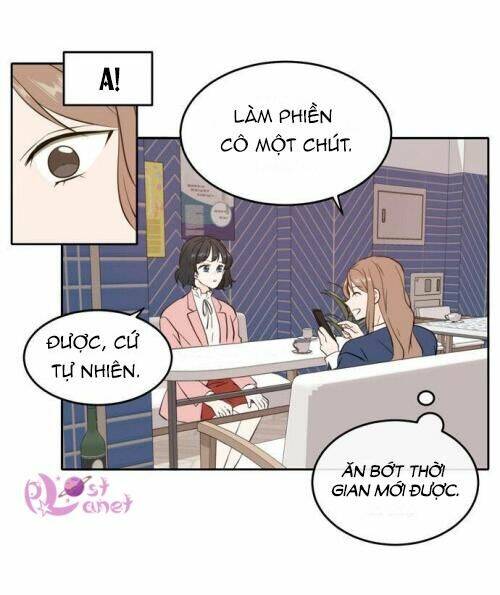 A!
LÀM PHIỀN
CÔ MỘT CHÚT.
ĐƯỢC, CỨ
TỰ NHIÊN.
ĂN BỚT THỜI
GIAN MỚI ĐƯỢC.
Lost
Planet